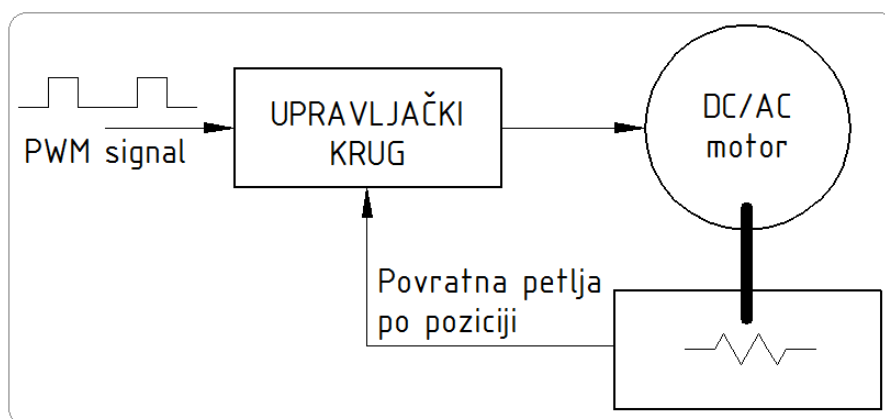 PWM signal
UPRAVLJAČKI
KRUG
DC/AC
motor
Povratna petlja
po poziciji